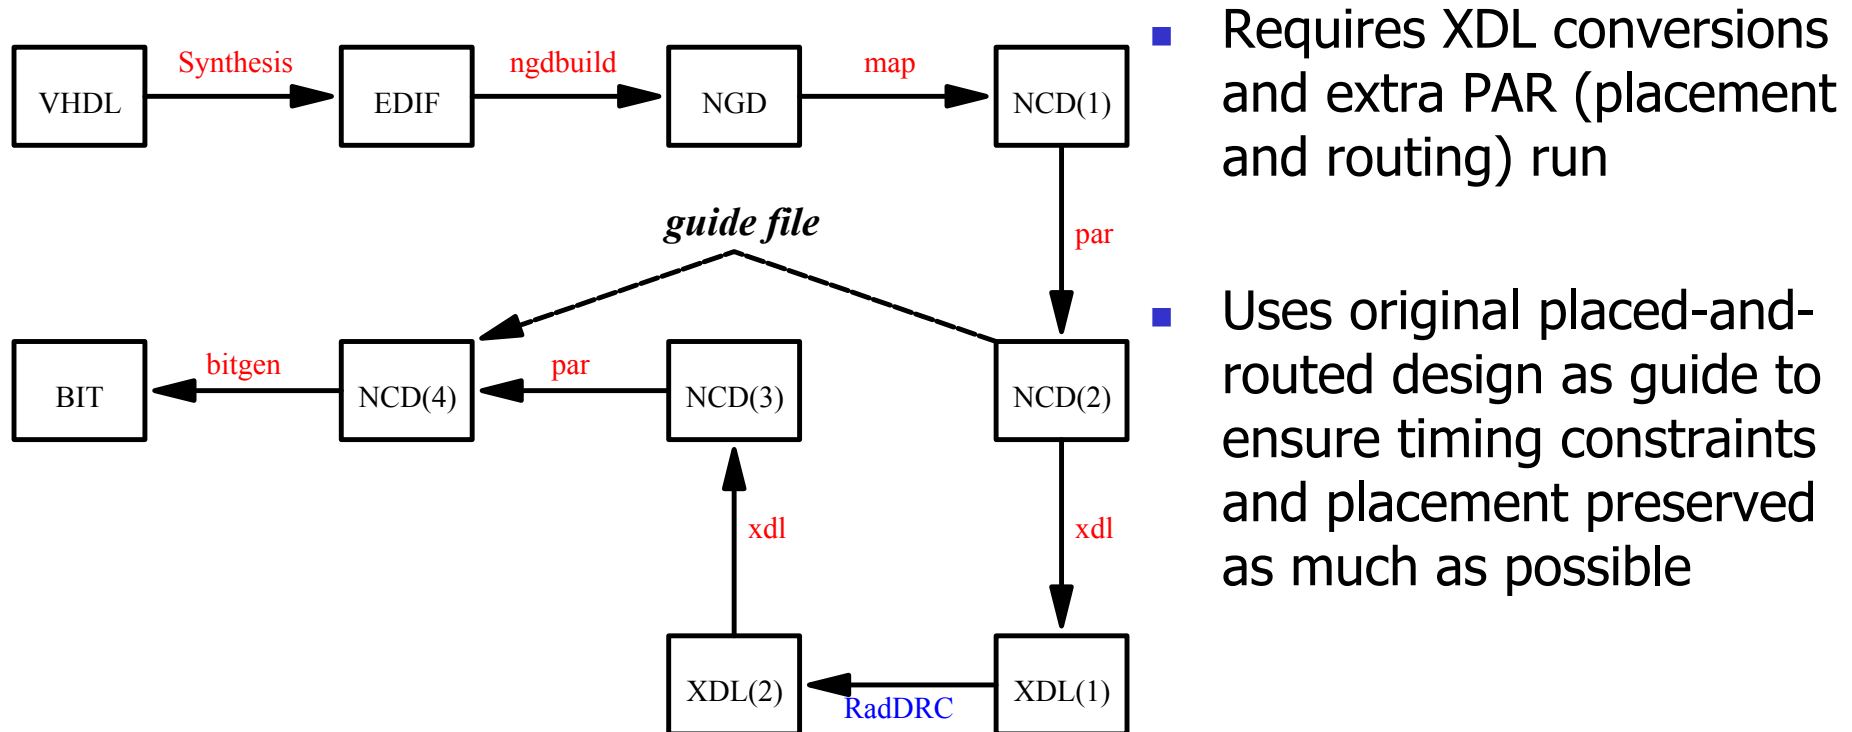 Synthesis
ngdbuild
map
VHDL
EDIF
NGD
NCD(1)
guide file
par
bitgen
par
BIT
NCD(4)
NCD(3)
NCD(2)
xdl
xdl
XDL(2)
RadDRC
XDL(1)
Requires XDL conversions
and extra PAR (placement
and routing) run
Uses original placed-and-
routed design as guide to
ensure timing constraints
and placement preserved
as much as possible